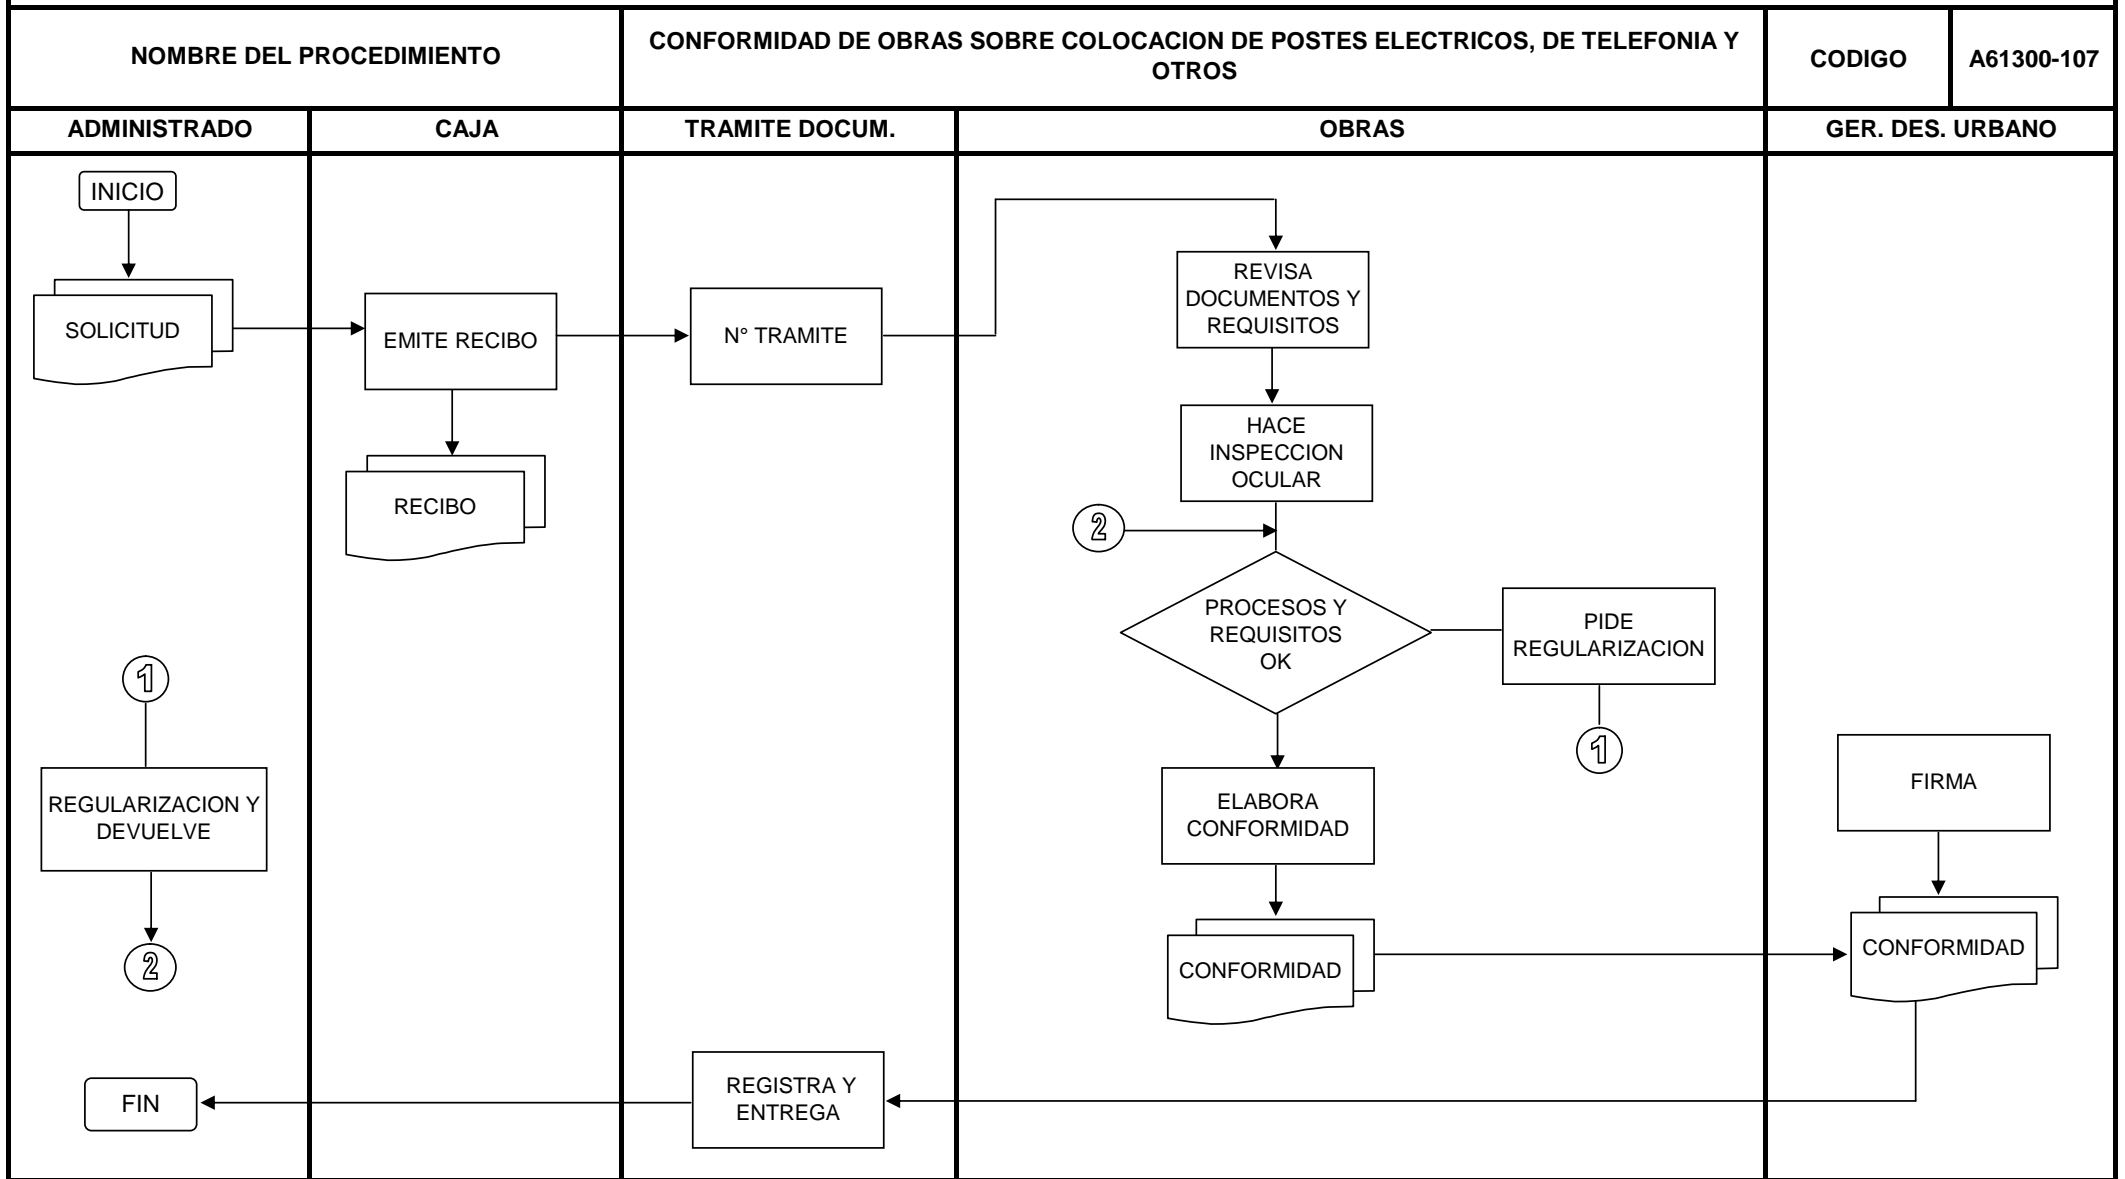 NOMBRE DEL PROCEDIMIENTO
CONFORMIDAD DE OBRAS SOBRE COLOCACION DE POSTES ELECTRICOS, DE TELEFONIA Y
OTROS
CODIGO
A61300-107
ADMINISTRADO
CAJA
TRAMITE DOCUM.
OBRAS
GER. DES. URBANO
INICIO
SOLICITUD
EMITE RECIBO
RECIBO
N° TRAMITE
REVISA
DOCUMENTOS Y
REQUISITOS
HACE
INSPECCION
OCULAR
2
PROCESOS Y
REQUISITOS
OK
PIDE
REGULARIZACION
1
1
REGULARIZACION Y
DEVUELVE
2
ELABORA
CONFORMIDAD
CONFORMIDAD
FIRMA
CONFORMIDAD
REGISTRA Y
ENTREGA
FIN